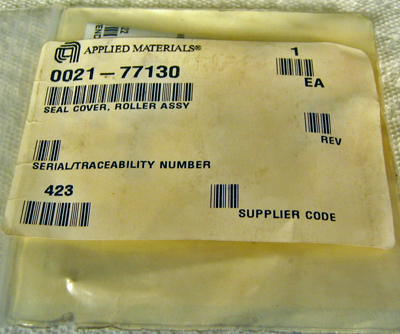 APPLIED MATERIALS®
1
0021-77130
EA
SEAL COVER, ROLLER ASSY
REV
SERIAL/TRACEABILITY NUMBER
423
SUPPLIER CODE